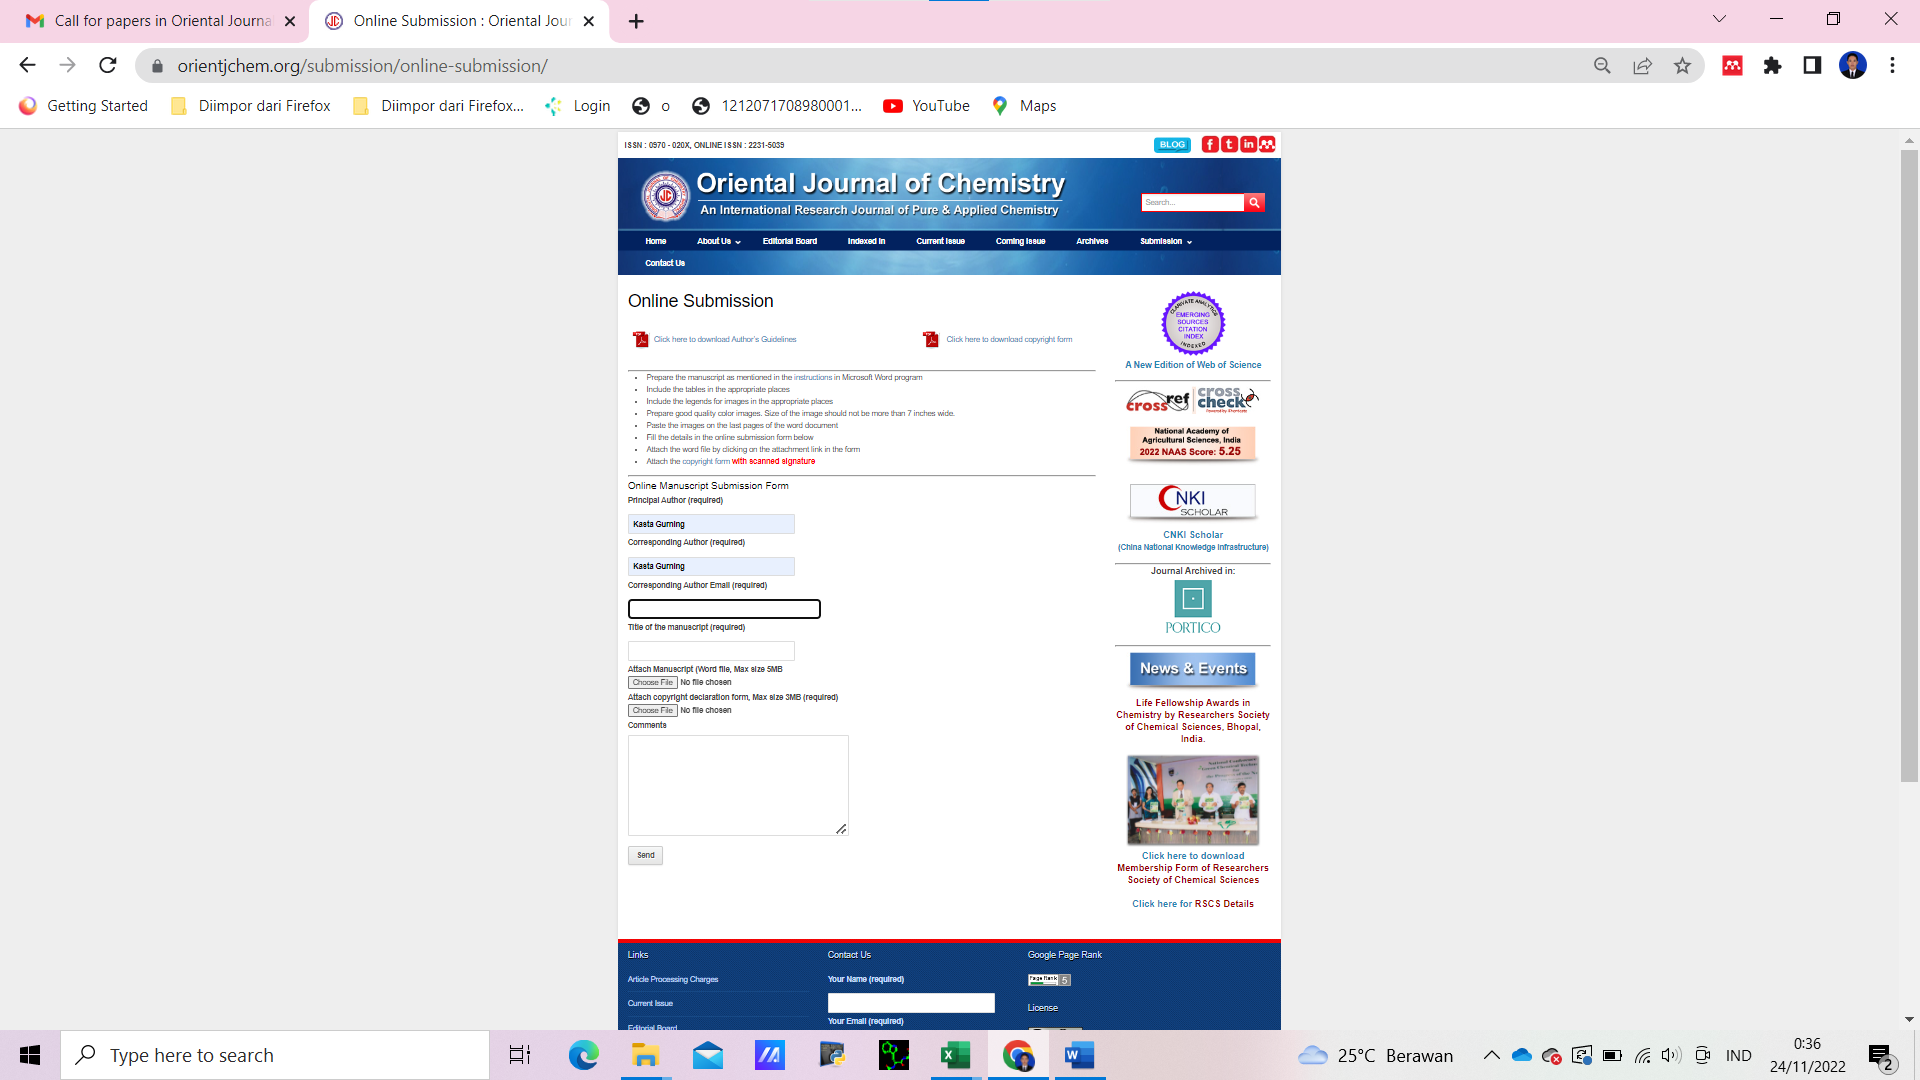 Call for papers in Oriental Journa
Online Submission : Oriental Jour
orientjchem.org/submission/online-submission/
Getting Started
Diimpor dari Firefox
Diimpor dari Firefox...
Login
o
1212071708980001...
YouTube
Maps
ISSN : 0970 - 020X, ONLINE ISSN : 2231-5039
BLOG
Oriental Journal of Chemistry
An International Research Journal of Pure & Applied Chemistry
Search...
Home
About Us
Editorial Board
Indexed in
Current Issue
Coming Issue
Archives
Submission
Contact Us
Online Submission
Click here to download Author's Guidelines
Click here to download copyright form
Prepare the manuscript as mentioned in the instructions in Microsoft Word program
Include the tables in the appropriate places
Include the legends for images in the appropriate places
Prepare good quality color images. Size of the image should not be more than 7 inches wide.
Paste the images on the last pages of the word document
Fill the details in the online submission form below
Attach the word file by clicking on the attachment link in the form
Attach the copyright form with scanned signature
Online Manuscript Submission Form
Principal Author (required)
Kasta Gurning
Corresponding Author (required)
Kasta Gurning
Corresponding Author Email (required)
Title of the manuscript (required)
Attach Manuscript (Word file, Max size 5MB
Choose File No file chosen
Attach copyright declaration form, Max size 3MB (required)
Choose File No file chosen
Comments
Send
CLARIVATE ANALYTICS
EMERGING
SOURCES
CITATION
INDEX
INDEXED
A New Edition of Web of Science
crossref
cross
check
National Academy of
Agricultural Sciences, India
2022 NAAS Score: 5.25
CNKI
SCHOLAR
CNKI Scholar
(China National Knowledge Infrastructure)
Journal Archived in:
PORTICO
News & Events
Life Fellowship Awards in
Chemistry by Researchers Society
of Chemical Sciences, Bhopal,
India.
Click here to download
Membership Form of Researchers
Society of Chemical Sciences
Click here for RSCS Details
Links
Article Processing Charges
Current Issue
Editorial Board
Contact Us
Your Name (required)
Your Email (required)
Google Page Rank
Page Rank 5
License
Type here to search
25°C Berawan
IND
0:36
24/11/2022
2